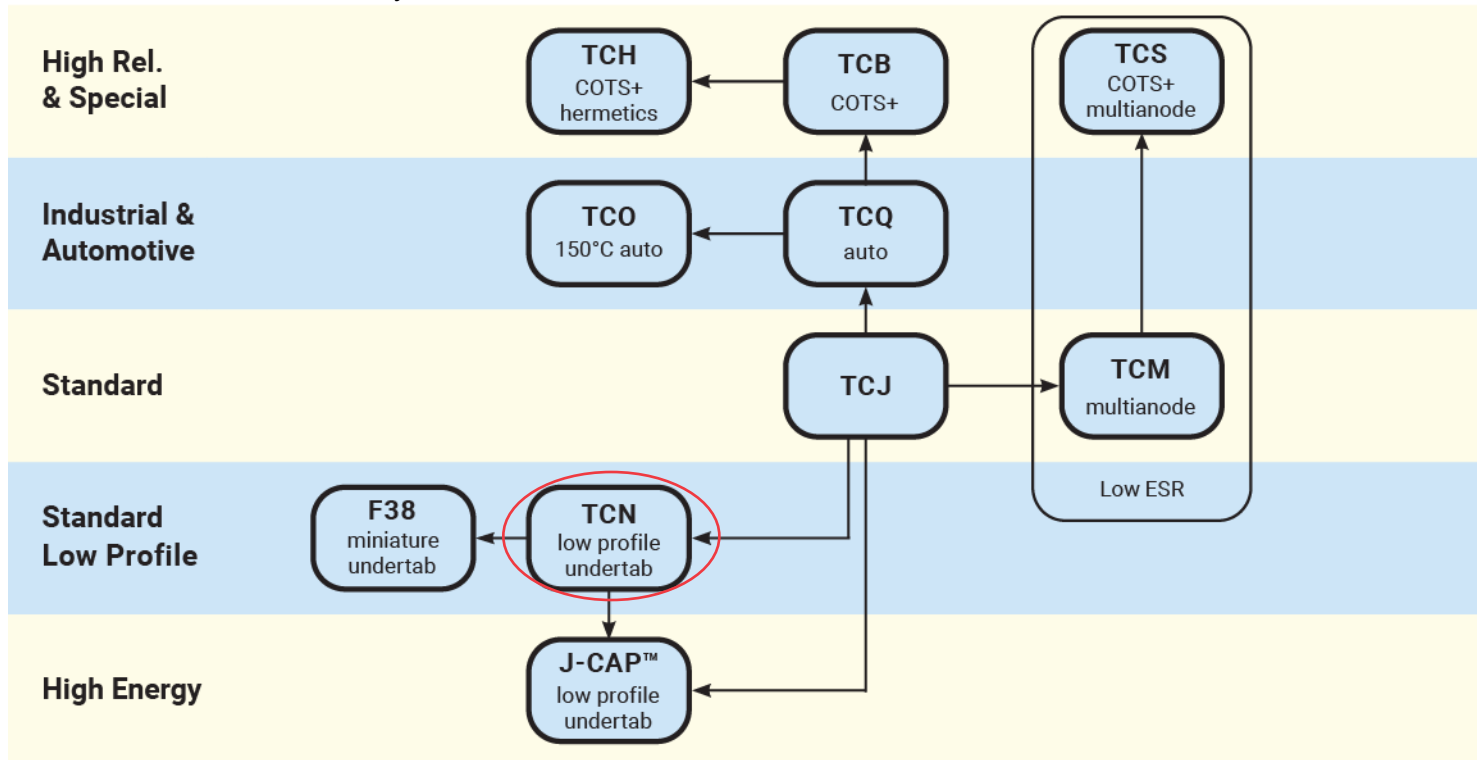 High Rel.
& Special
TCH
COTS+
hermetics
TCB
COTS+
TCS
COTS+
multianode
Industrial &
Automotive
TCO
150°C auto
TCQ
auto
Standard
TCJ
TCM
multianode
Low ESR
Standard
Low Profile
F38
miniature
undertab
TCN
low profile
undertab
High Energy
J-CAP™
low profile
undertab